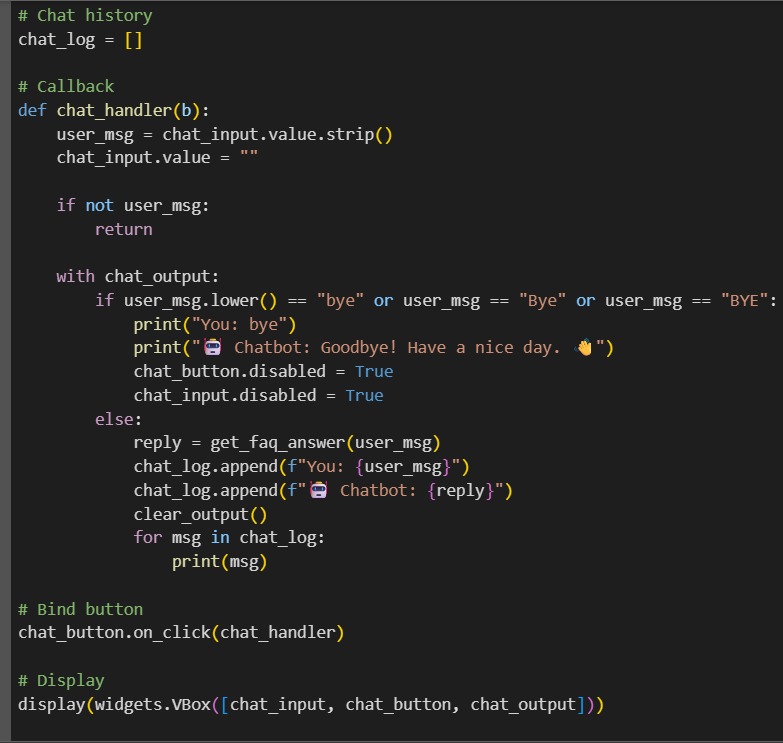 # Chat history
chat_log = []

# Callback
def chat_handler(b):
    user_msg = chat_input.value.strip()
    chat_input.value = ""

    if not user_msg:
        return

    with chat_output:
        if user_msg.lower() == "bye" or user_msg == "Bye" or user_msg == "BYE":
            print("You: bye")
            print("🤖 Chatbot: Goodbye! Have a nice day. 👋")
            chat_button.disabled = True
            chat_input.disabled = True
        else:
            reply = get_faq_answer(user_msg)
            chat_log.append(f"You: {user_msg}")
            chat_log.append(f"🤖 Chatbot: {reply}")
            clear_output()
            for msg in chat_log:
                print(msg)

# Bind button
chat_button.on_click(chat_handler)

# Display
display(widgets.VBox([chat_input, chat_button, chat_output]))